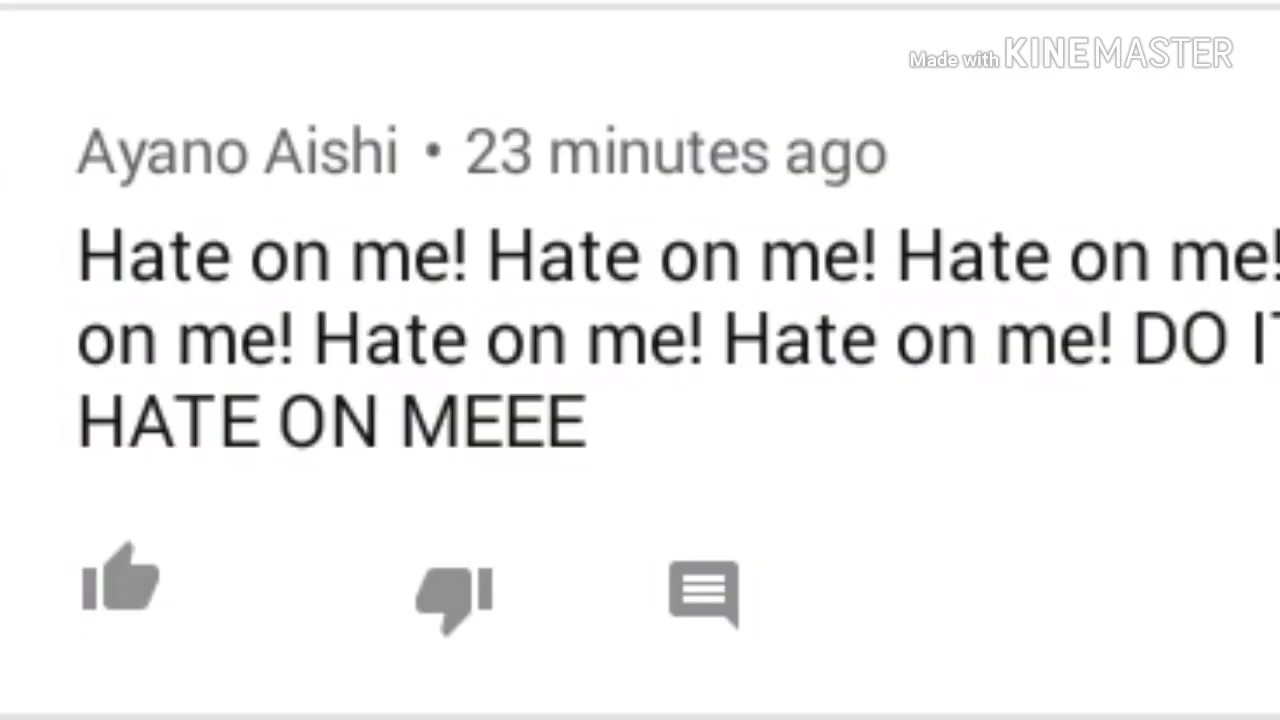 Made with KINEMASTER
Ayano Aishi • 23 minutes ago
Hate on me! Hate on me! Hate on me!
on me! Hate on me! Hate on me! DO IT
HATE ON MEEE